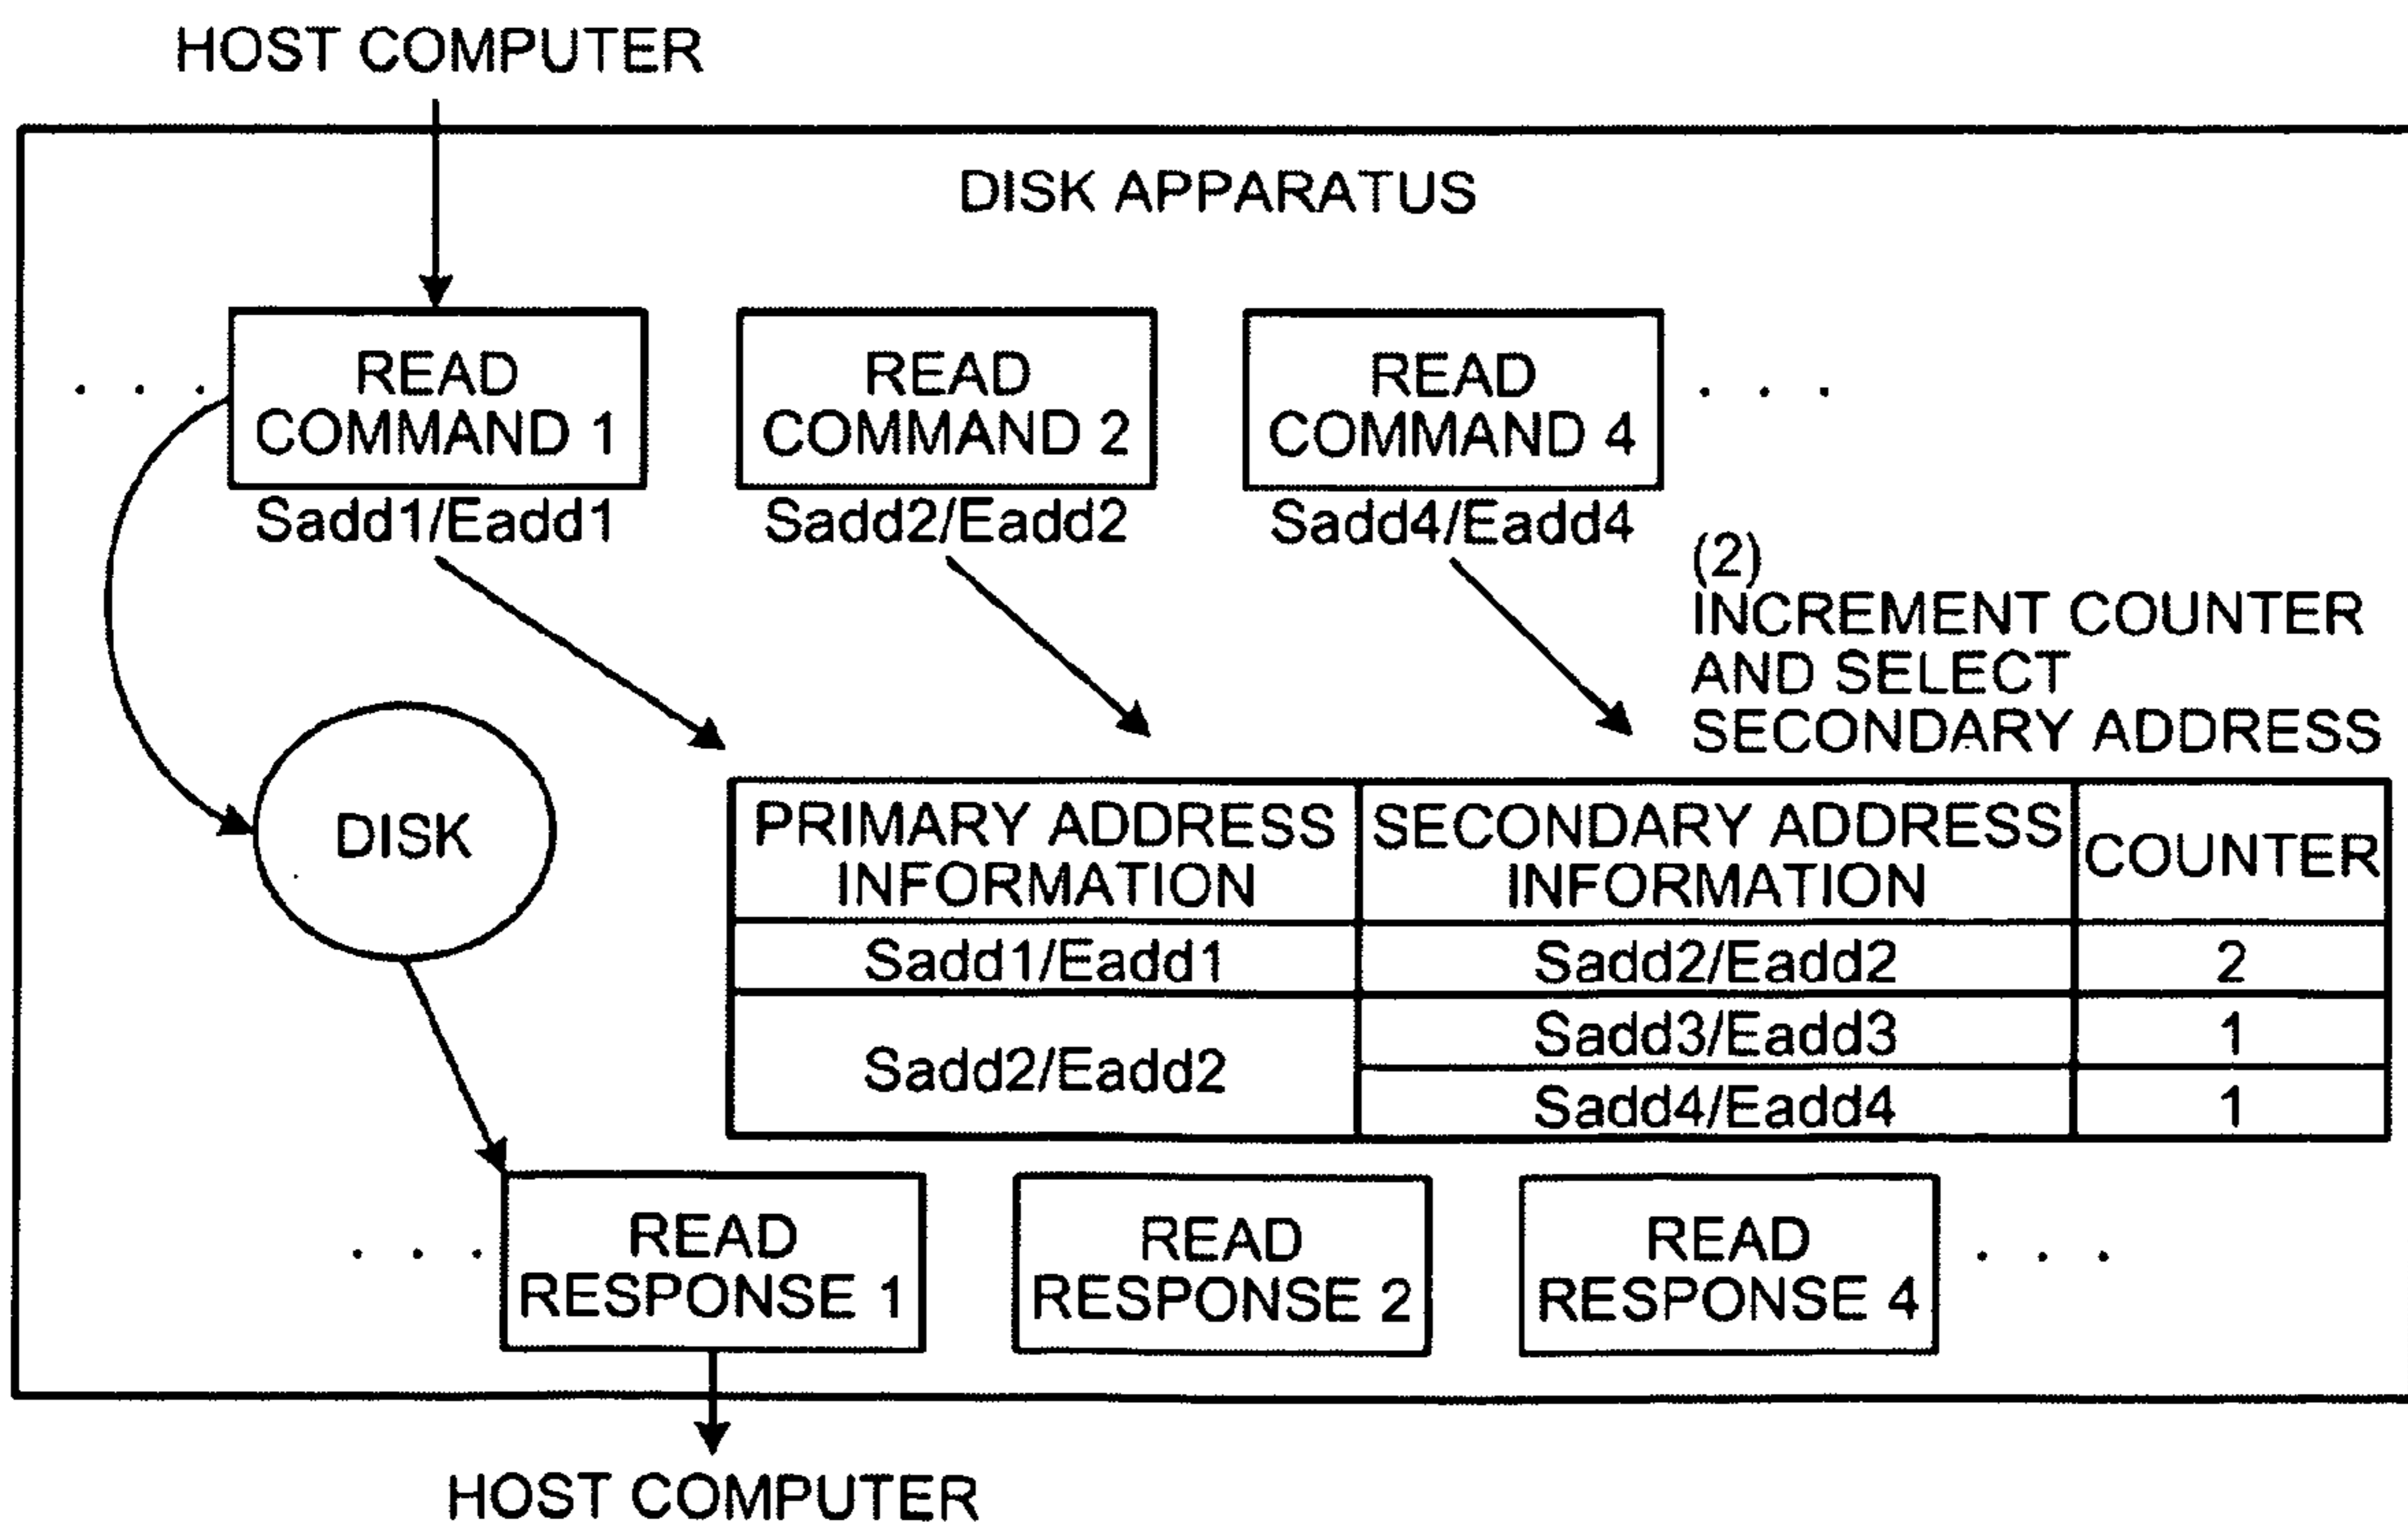 HOST COMPUTER
DISK APPARATUS
. . .
READ
COMMAND 1
READ
COMMAND 2
READ
COMMAND 4
. . .
Sadd1/Eadd1
Sadd2/Eadd2
Sadd4/Eadd4
(2)
INCREMENT COUNTER
AND SELECT
SECONDARY ADDRESS
DISK
PRIMARY ADDRESS
INFORMATION
SECONDARY ADDRESS
INFORMATION
COUNTER
Sadd1/Eadd1
Sadd2/Eadd2
2
Sadd2/Eadd2
Sadd3/Eadd3
1
Sadd4/Eadd4
1
. . .
READ
RESPONSE 1
READ
RESPONSE 2
READ
RESPONSE 4
. . .
HOST COMPUTER